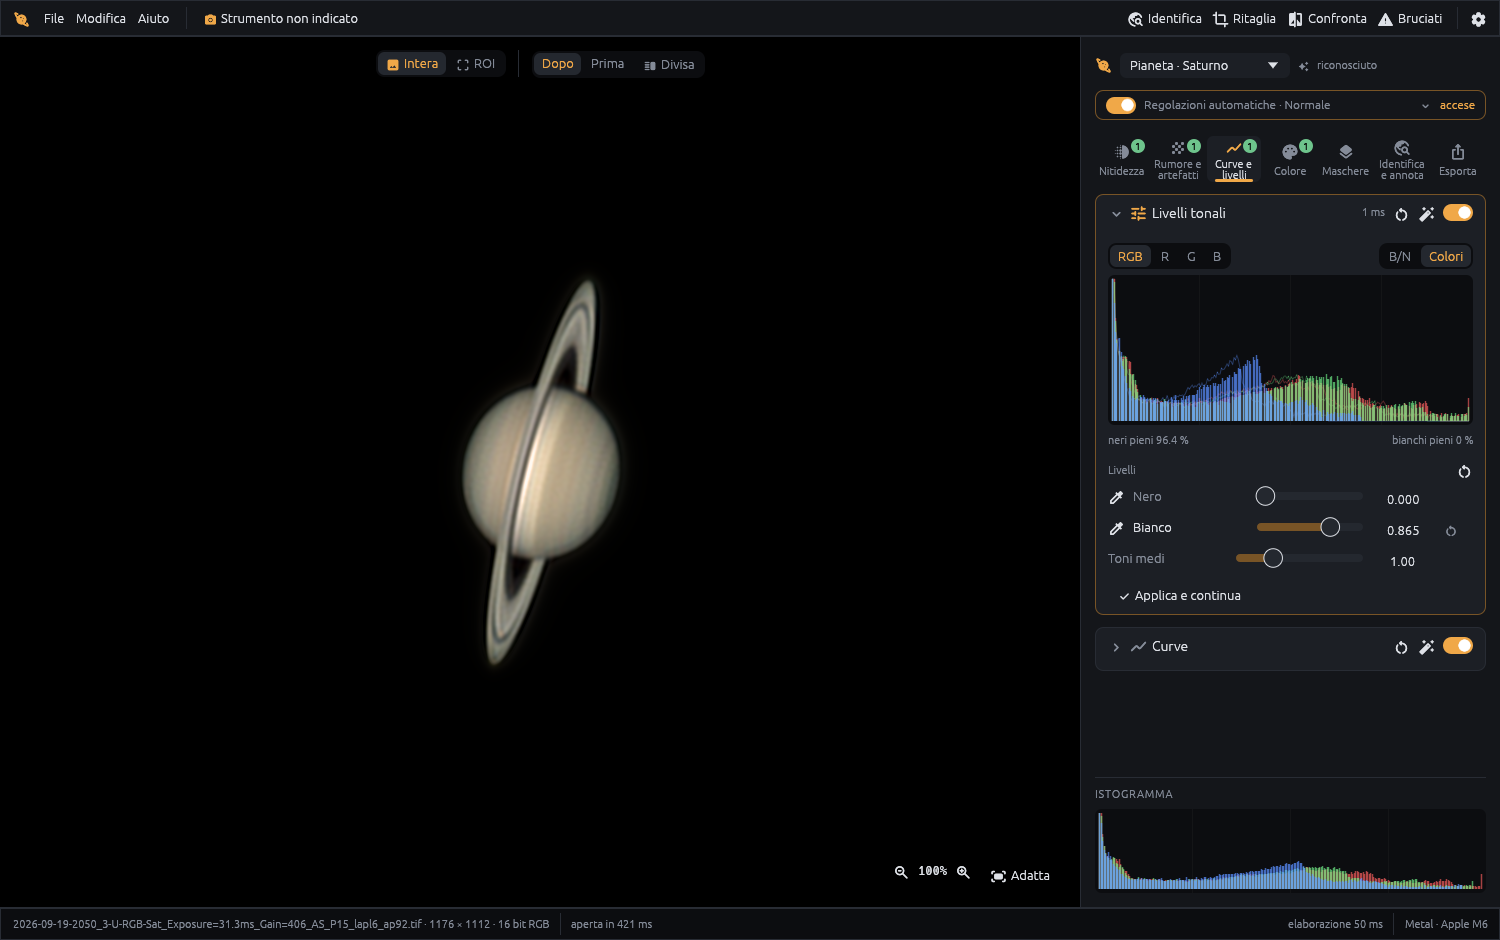 File Modifica Aiuto Strumento non indicato Identifica Ritaglia Confronta Bruciati
Intera ROI Dopo Prima Divisa
Pianeta · Saturno riconosciuto
Regolazioni automatiche · Normale accese
1 1 1 1
Nitidezza Rumore e artefatti Curve e livelli Colore Maschere Identifica e annota Esporta
Livelli tonali 1 ms
RGB R G B B/N Colori
neri pieni 96.4 % bianchi pieni 0 %
Livelli
Nero 0.000
Bianco 0.865
Toni medi 1.00
Applica e continua
Curve
ISTOGRAMMA
100% Adatta
2026-09-19-2050_3-U-RGB-Sat_Exposure=31.3ms_Gain=406_AS_P15_lapl6_ap92.tif · 1176 × 1112 · 16 bit RGB aperta in 421 ms elaborazione 50 ms Metal · Apple M6